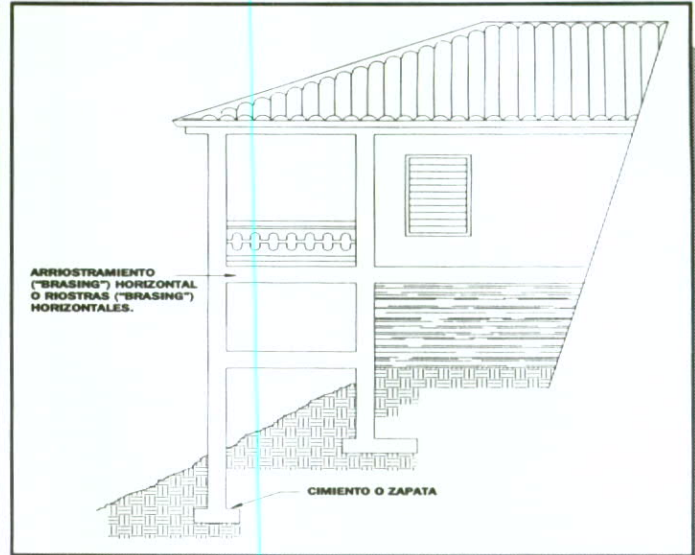 ARRIOSTRAMIENTO
("BRASING") HORIZONTAL
O RIOSTRAS ("BRASING")
HORIZONTALES.
CIMIENTO O ZAPATA